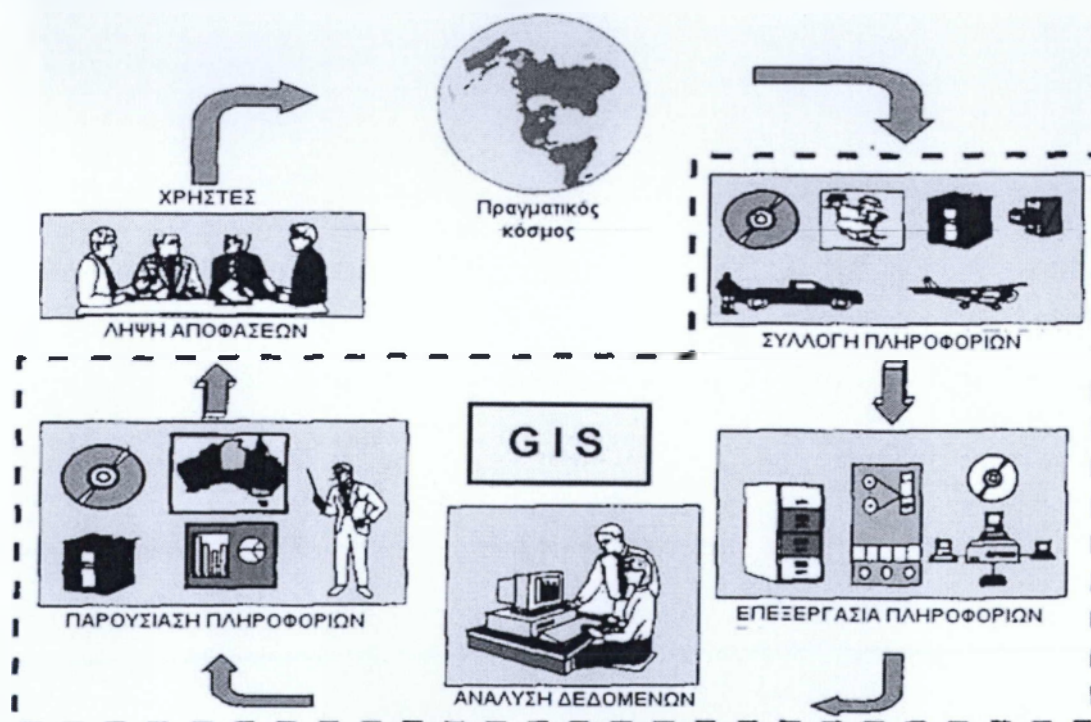 Πραγματικός
κόσμος
ΧΡΗΣΤΕΣ
ΛΗΨΗ ΑΠΟΦΑΣΕΩΝ
ΣΥΛΛΟΓΗ ΠΛΗΡΟΦΟΡΙΩΝ
GIS
ΕΠΕΞΕΡΓΑΣΙΑ ΠΛΗΡΟΦΟΡΙΩΝ
ΑΝΑΛΥΣΗ ΔΕΔΟΜΕΝΩΝ
ΠΑΡΟΥΣΙΑΣΗ ΠΛΗΡΟΦΟΡΙΩΝ